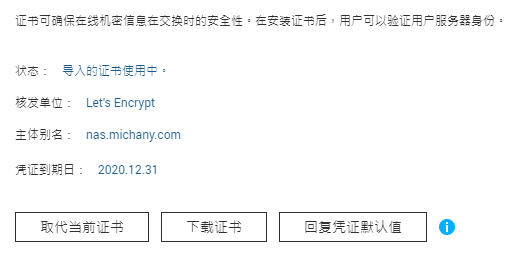 证书可确保在线机密信息在交换时的安全性。在安装证书后，用户可以验证用户服务器身份。
状态： 导入的证书使用中。
核发单位： Let's Encrypt
主体别名： nas.michany.com
凭证到期日： 2020.12.31
取代当前证书 下载证书 回复凭证默认值